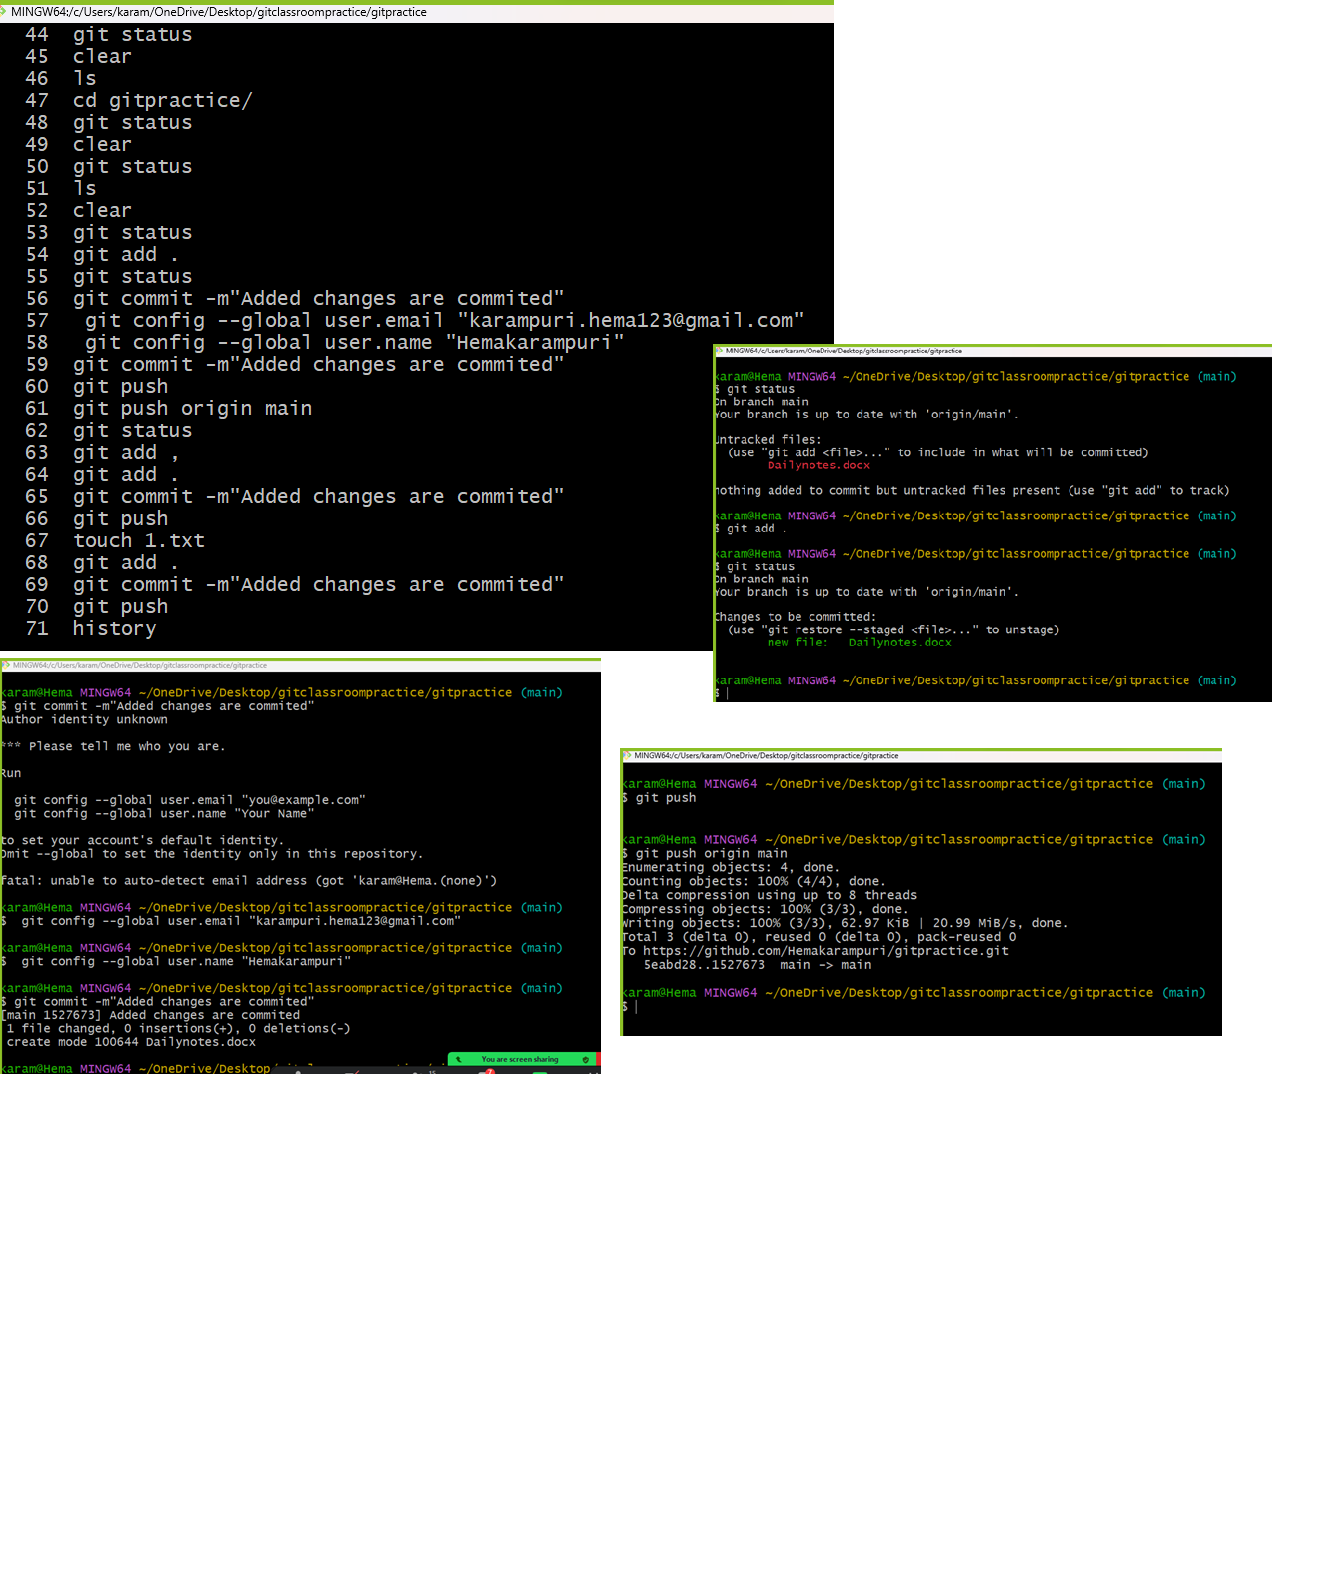 MINGW64:/c/Users/karam/OneDrive/Desktop/gitclassroompractice/gitpractice
44 git status
45 clear
46 ls
47 cd gitpractice/
48 git status
49 clear
50 git status
51 ls
52 clear
53 git status
54 git add .
55 git status
56 git commit -m"Added changes are commited"
57 git config --global user.email "karampuri.hema123@gmail.com"
58 git config --global user.name "Hemakarampuri"
59 git commit -m"Added changes are commited"
60 git push
61 git push origin main
62 git status
63 git add ,
64 git add .
65 git commit -m"Added changes are commited"
66 git push
67 touch 1.txt
68 git add .
69 git commit -m"Added changes are commited"
70 git push
71 history
MINGW64:/c/Users/karam/OneDrive/Desktop/gitclassroompractice/gitpractice
karam@Hema MINGW64 ~/OneDrive/Desktop/gitclassroompractice/gitpractice (main)
$ git status
On branch main
Your branch is up to date with 'origin/main'.
Untracked files:
(use "git add <file>..." to include in what will be committed)
Dailynotes.docx
nothing added to commit but untracked files present (use "git add" to track)
karam@Hema MINGW64 ~/OneDrive/Desktop/gitclassroompractice/gitpractice (main)
$ git add .
karam@Hema MINGW64 ~/OneDrive/Desktop/gitclassroompractice/gitpractice (main)
$ git status
On branch main
Your branch is up to date with 'origin/main'.
Changes to be committed:
(use "git restore --staged <file>..." to unstage)
new file: Dailynotes.docx
karam@Hema MINGW64 ~/OneDrive/Desktop/gitclassroompractice/gitpractice (main)
$
MINGW64:/c/Users/karam/OneDrive/Desktop/gitclassroompractice/gitpractice
karam@Hema MINGW64 ~/OneDrive/Desktop/gitclassroompractice/gitpractice (main)
$ git commit -m"Added changes are commited"
Author identity unknown
*** Please tell me who you are.
Run
git config --global user.email "you@example.com"
git config --global user.name "Your Name"
to set your account's default identity.
Omit --global to set the identity only in this repository.
fatal: unable to auto-detect email address (got 'karam@Hema.(none)')
karam@Hema MINGW64 ~/OneDrive/Desktop/gitclassroompractice/gitpractice (main)
$ git config --global user.email "karampuri.hema123@gmail.com"
karam@Hema MINGW64 ~/OneDrive/Desktop/gitclassroompractice/gitpractice (main)
$ git config --global user.name "Hemakarampuri"
karam@Hema MINGW64 ~/OneDrive/Desktop/gitclassroompractice/gitpractice (main)
$ git commit -m"Added changes are commited"
[main 1527673] Added changes are commited
1 file changed, 0 insertions(+), 0 deletions(-)
create mode 100644 Dailynotes.docx
You are screen sharing
karam@Hema MINGW64 ~/OneDrive/Desktop
MINGW64:/c/Users/karam/OneDrive/Desktop/gitclassroompractice/gitpractice
karam@Hema MINGW64 ~/OneDrive/Desktop/gitclassroompractice/gitpractice (main)
$ git push
karam@Hema MINGW64 ~/OneDrive/Desktop/gitclassroompractice/gitpractice (main)
$ git push origin main
Enumerating objects: 4, done.
Counting objects: 100% (4/4), done.
Delta compression using up to 8 threads
Compressing objects: 100% (3/3), done.
Writing objects: 100% (3/3), 62.97 KiB | 20.99 MiB/s, done.
Total 3 (delta 0), reused 0 (delta 0), pack-reused 0
To https://github.com/Hemakarampuri/gitpractice.git
5eabd28..1527673 main -> main
karam@Hema MINGW64 ~/OneDrive/Desktop/gitclassroompractice/gitpractice (main)
$